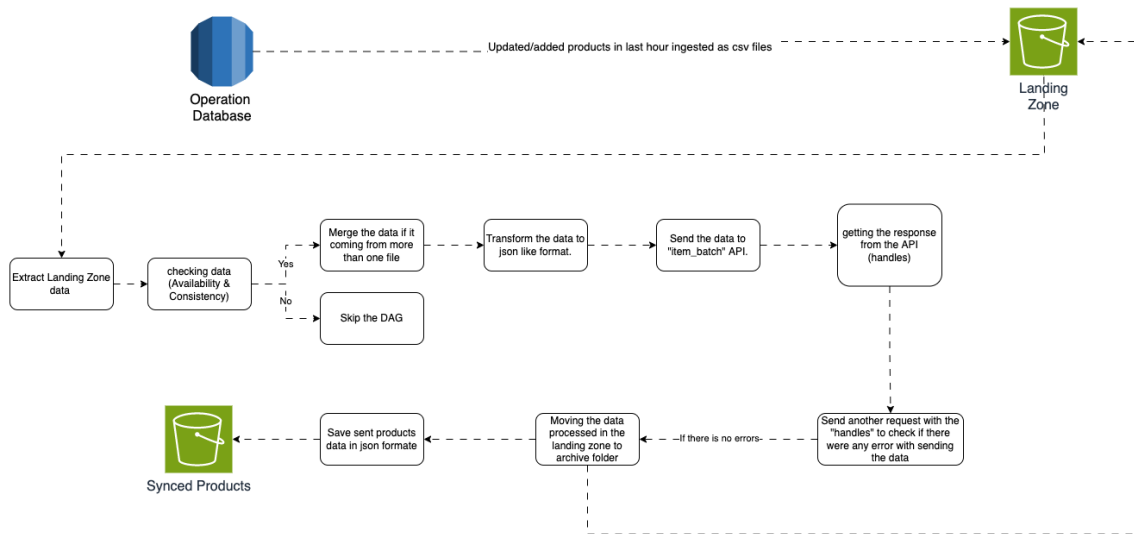 Updated/added products in last hour ingested as csv files
Operation
Database
Landing
Zone
Extract Landing Zone
data
checking data
(Availability &
Consistency)
Yes
No
Merge the data if it
coming from more
than one file
Skip the DAG
Transform the data to
json like format.
Send the data to
"item_batch" API.
getting the response
from the API
(handles)
Send another request with the
"handles" to check if there
were any error with sending
the data
If there is no errors
Moving the data
processed in the
landing zone to
archive folder
Save sent products
data in json formate
Synced Products